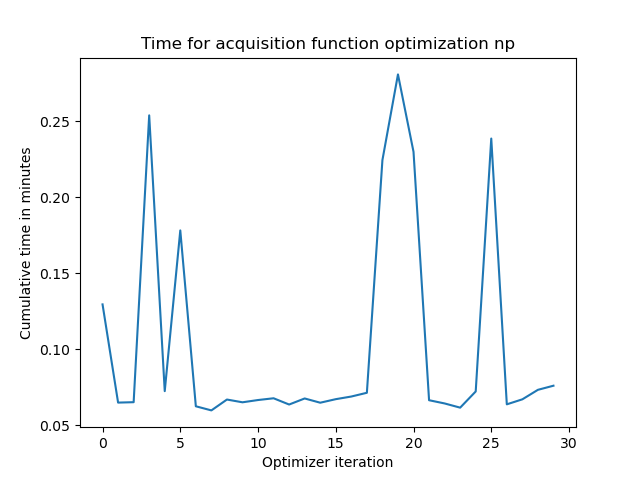 Time for acquisition function optimization np
Cumulative time in minutes
0.25
0.20
0.15
0.10
0.05
0 5 10 15 20 25 30
Optimizer iteration